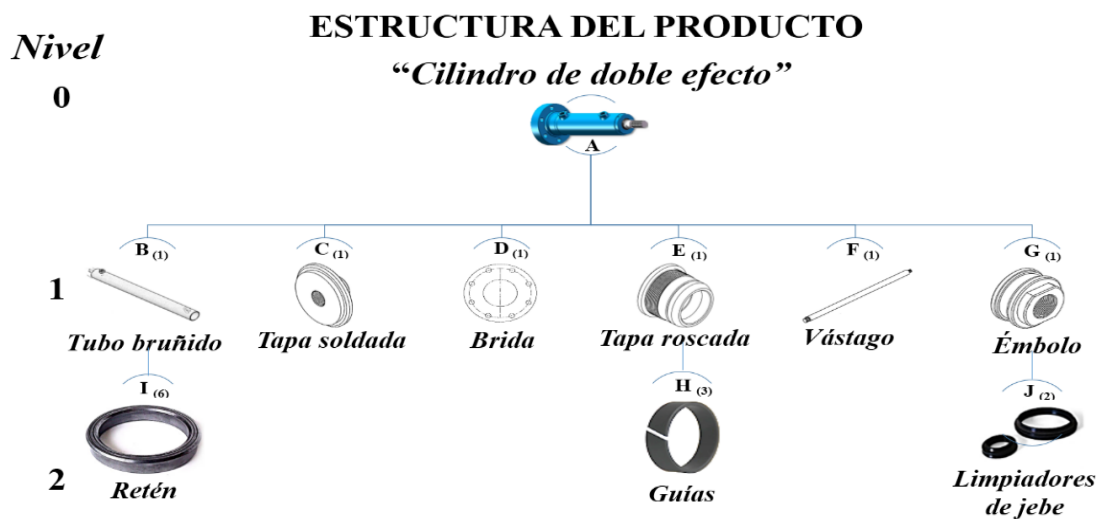 ESTRUCTURA DEL PRODUCTO
Nivel
“Cilindro de doble efecto”
0
A
B (1) C (1) D (1) E (1) F (1) G (1)
1
Tubo bruñido Tapa soldada Brida Tapa roscada Vástago Émbolo
I (6) H (3) J (2)
2
Retén Guías Limpiadores
de jebe